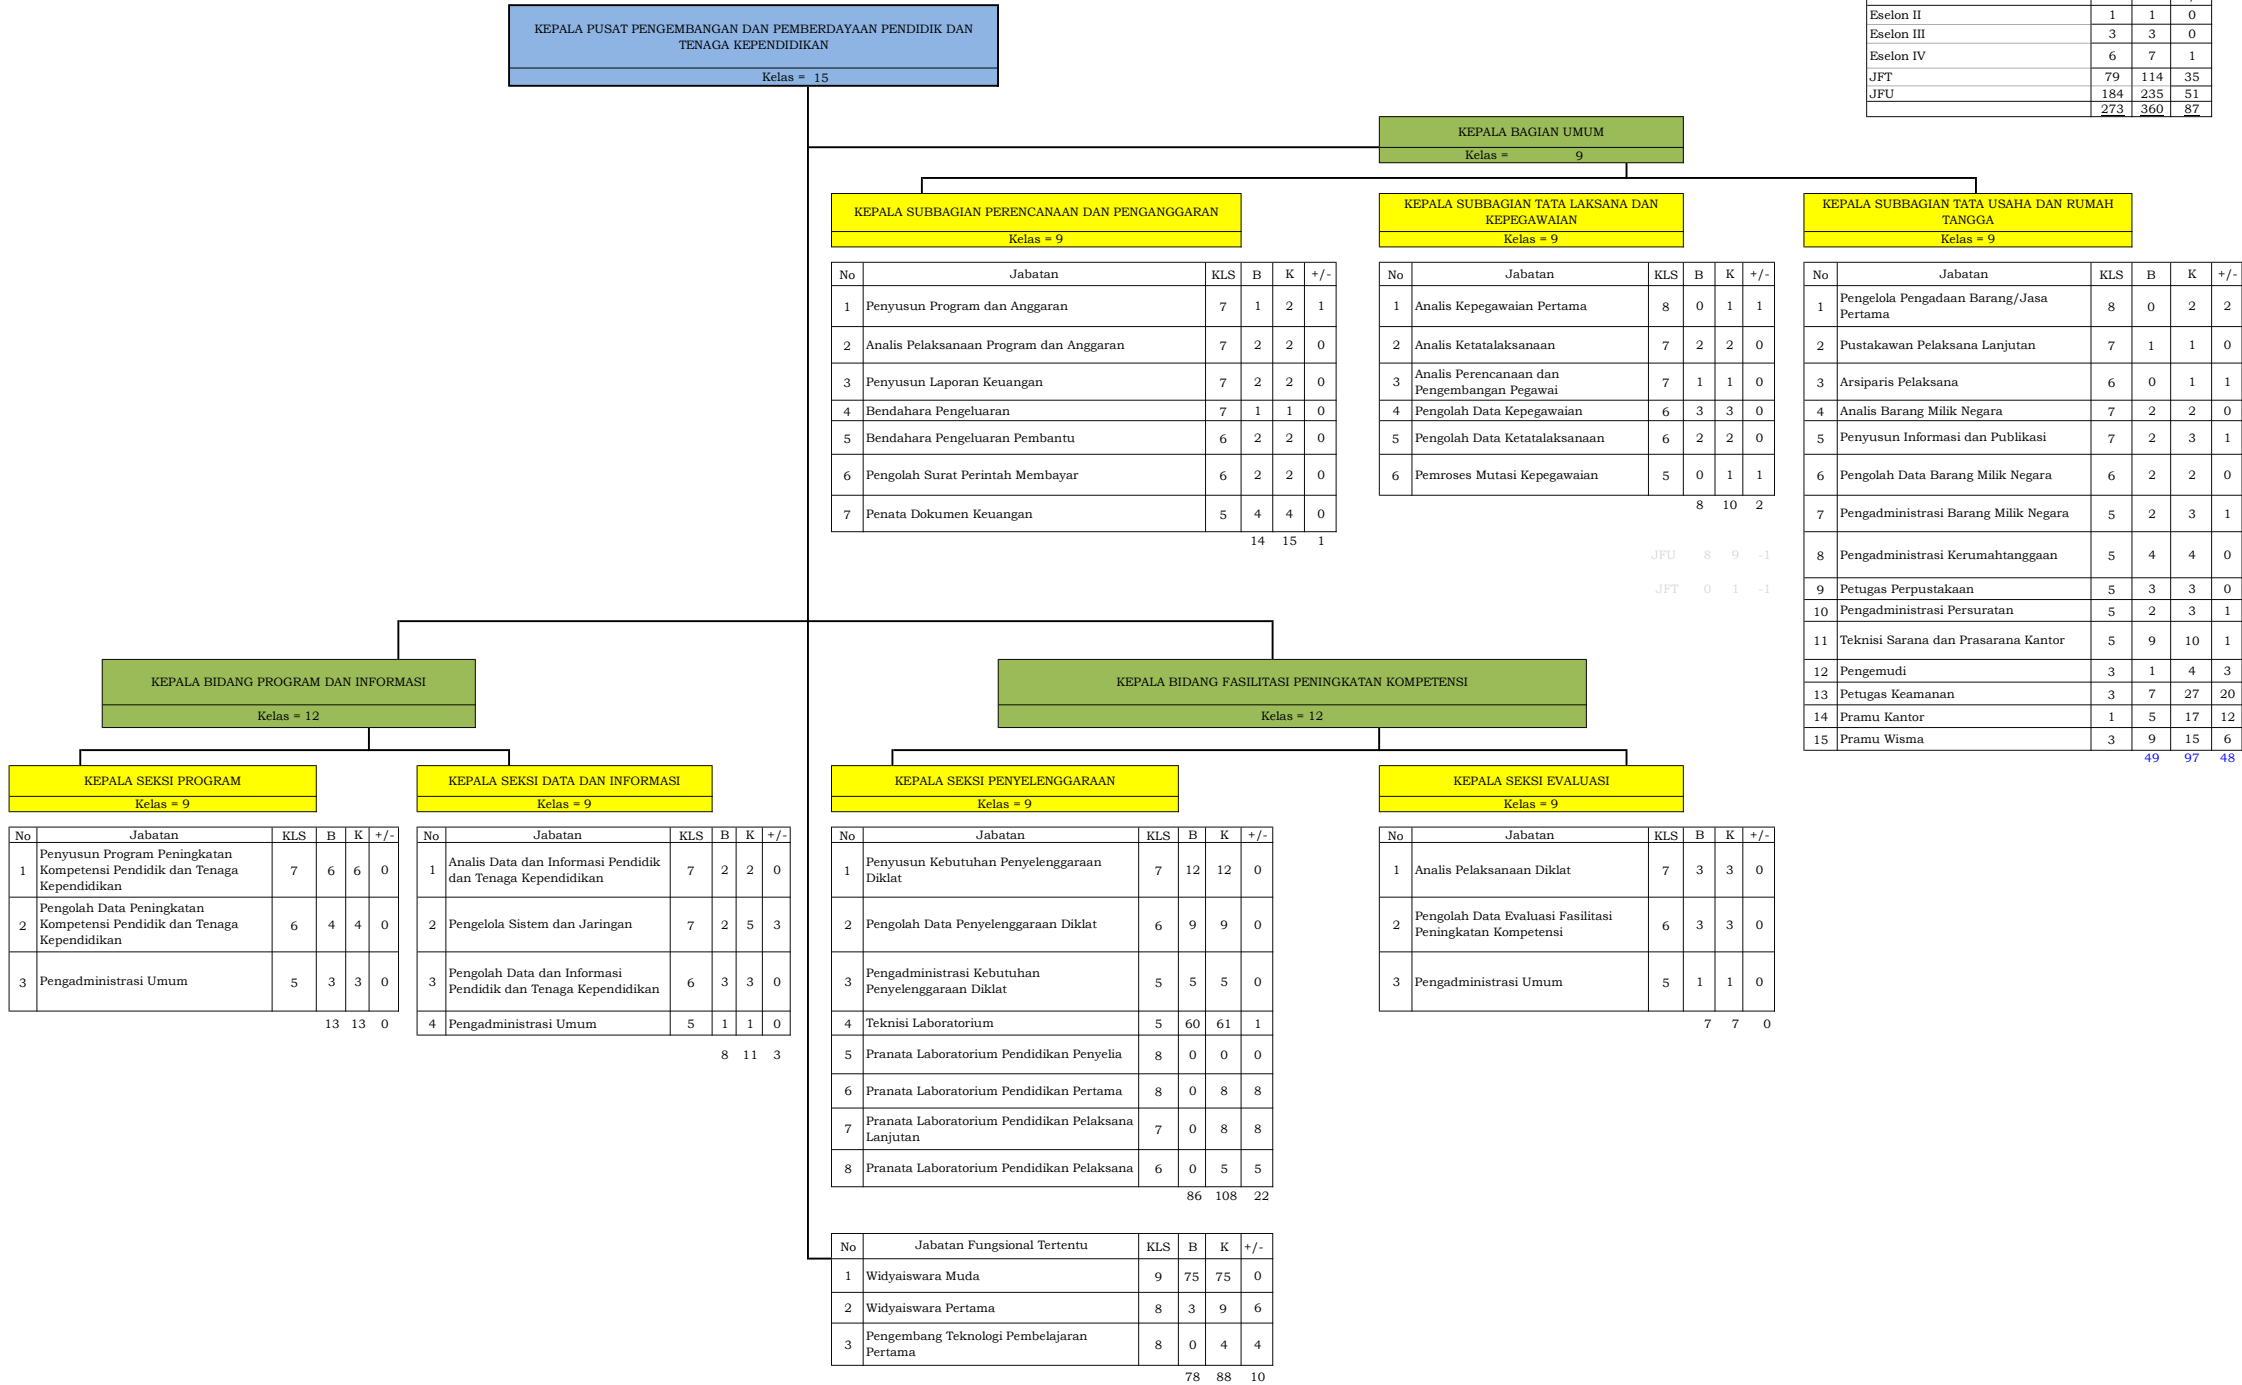 Eselon II 1 1 0
Eselon III 3 3 0
Eselon IV 6 7 1
JFT 79 114 35
JFU 184 235 51
273 360 87
KEPALA PUSAT PENGEMBANGAN DAN PEMBERDAYAAN PENDIDIK DAN
TENAGA KEPENDIDIKAN
Kelas = 15
KEPALA BAGIAN UMUM
Kelas = 9
KEPALA SUBBAGIAN PERENCANAAN DAN PENGANGGARAN
Kelas = 9
No Jabatan KLS B K +/-
1 Penyusun Program dan Anggaran 7 1 2 1
2 Analis Pelaksanaan Program dan Anggaran 7 2 2 0
3 Penyusun Laporan Keuangan 7 2 2 0
4 Bendahara Pengeluaran 7 1 1 0
5 Bendahara Pengeluaran Pembantu 6 2 2 0
6 Pengolah Surat Perintah Membayar 6 2 2 0
7 Penata Dokumen Keuangan 5 4 4 0
14 15 1
KEPALA SUBBAGIAN TATA LAKSANA DAN
KEPEGAWAIAN
Kelas = 9
No Jabatan KLS B K +/-
1 Analis Kepegawaian Pertama 8 0 1 1
2 Analis Ketatalaksanaan 7 2 2 0
3 Analis Perencanaan dan
Pengembangan Pegawai 7 1 1 0
4 Pengolah Data Kepegawaian 6 3 3 0
5 Pengolah Data Ketatalaksanaan 6 2 2 0
6 Pemroses Mutasi Kepegawaian 5 0 1 1
8 10 2
JFU 8 9 -1
JFT 0 1 -1
KEPALA SUBBAGIAN TATA USAHA DAN RUMAH
TANGGA
Kelas = 9
No Jabatan KLS B K +/-
1 Pengelola Pengadaan Barang/Jasa
Pertama 8 0 2 2
2 Pustakawan Pelaksana Lanjutan 7 1 1 0
3 Arsiparis Pelaksana 6 0 1 1
4 Analis Barang Milik Negara 7 2 2 0
5 Penyusun Informasi dan Publikasi 7 2 3 1
6 Pengolah Data Barang Milik Negara 6 2 2 0
7 Pengadministrasi Barang Milik Negara 5 2 3 1
8 Pengadministrasi Kerumahtanggaan 5 4 4 0
9 Petugas Perpustakaan 5 3 3 0
10 Pengadministrasi Persuratan 5 2 3 1
11 Teknisi Sarana dan Prasarana Kantor 5 9 10 1
12 Pengemudi 3 1 4 3
13 Petugas Keamanan 3 7 27 20
14 Pramu Kantor 1 5 17 12
15 Pramu Wisma 3 9 15 6
49 97 48
KEPALA BIDANG PROGRAM DAN INFORMASI
Kelas = 12
KEPALA BIDANG FASILITASI PENINGKATAN KOMPETENSI
Kelas = 12
KEPALA SEKSI PROGRAM
Kelas = 9
No Jabatan KLS B K +/-
1 Penyusun Program Peningkatan
Kompetensi Pendidik dan Tenaga
Kependidikan 7 6 6 0
2 Pengolah Data Peningkatan
Kompetensi Pendidik dan Tenaga
Kependidikan 6 4 4 0
3 Pengadministrasi Umum 5 3 3 0
13 13 0
KEPALA SEKSI DATA DAN INFORMASI
Kelas = 9
No Jabatan KLS B K +/-
1 Analis Data dan Informasi Pendidik
dan Tenaga Kependidikan 7 2 2 0
2 Pengelola Sistem dan Jaringan 7 2 5 3
3 Pengolah Data dan Informasi
Pendidik dan Tenaga Kependidikan 6 3 3 0
4 Pengadministrasi Umum 5 1 1 0
8 11 3
KEPALA SEKSI PENYELENGGARAAN
Kelas = 9
No Jabatan KLS B K +/-
1 Penyusun Kebutuhan Penyelenggaraan
Diklat 7 12 12 0
2 Pengolah Data Penyelenggaraan Diklat 6 9 9 0
3 Pengadministrasi Kebutuhan
Penyelenggaraan Diklat 5 5 5 0
4 Teknisi Laboratorium 5 60 61 1
5 Pranata Laboratorium Pendidikan Penyelia 8 0 0 0
6 Pranata Laboratorium Pendidikan Pertama 8 0 8 8
7 Pranata Laboratorium Pendidikan Pelaksana
Lanjutan 7 0 8 8
8 Pranata Laboratorium Pendidikan Pelaksana 6 0 5 5
86 108 22
KEPALA SEKSI EVALUASI
Kelas = 9
No Jabatan KLS B K +/-
1 Analis Pelaksanaan Diklat 7 3 3 0
2 Pengolah Data Evaluasi Fasilitasi
Peningkatan Kompetensi 6 3 3 0
3 Pengadministrasi Umum 5 1 1 0
7 7 0
No Jabatan Fungsional Tertentu KLS B K +/-
1 Widyaiswara Muda 9 75 75 0
2 Widyaiswara Pertama 8 3 9 6
3 Pengembang Teknologi Pembelajaran
Pertama 8 0 4 4
78 88 10